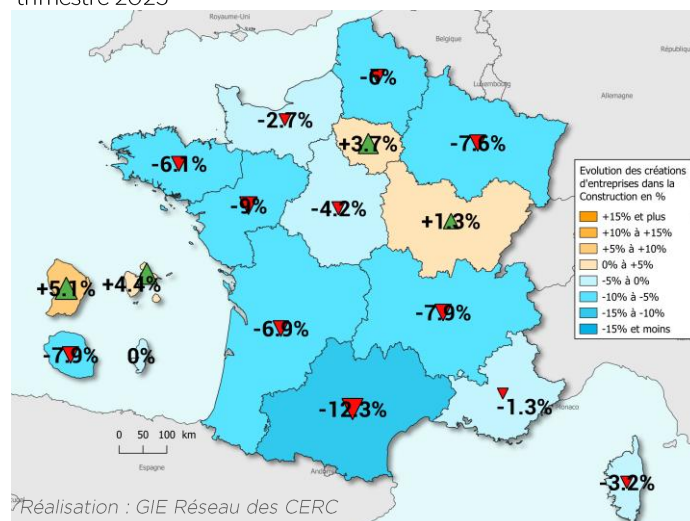 trimestre 2025
Royaume-Uni
Belgique
Luxembourg
République
Allemagne
-6%
-2.7%
+3.7%
-7.6%
-6.1%
-9%
-4.2%
+1.3%
+5.1%
+4.4%
-7.9%
0%
-6.9%
-7.9%
-12.3%
-1.3%
Monaco
-3.2%
Evolution des créations
d'entreprises dans la
Construction en %
+15% et plus
+10% à +15%
+5% à +10%
0% à +5%
-5% à 0%
-10% à -5%
-15% à -10%
-15% et moins
0 50 100 km
Espagne
Réalisation : GIE Réseau des CERC